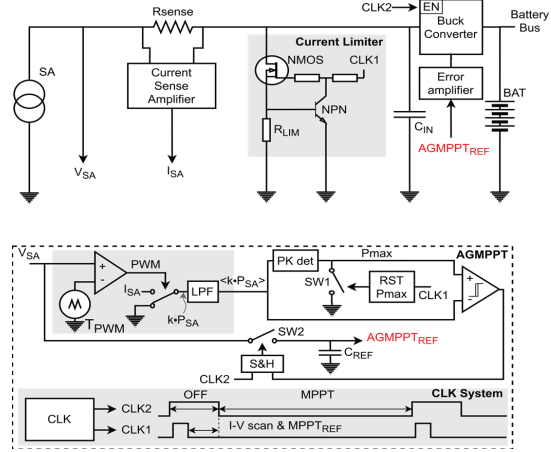 Rsense
CLK2
EN
Buck Converter
Battery Bus
SA
Current Sense Amplifier
Current Limiter
NMOS
CLK1
NPN
R_LIM
C_IN
Error amplifier
BAT
V_SA
I_SA
AGMPPT_REF
V_SA
PWM
T_PWM
I_SA
k•P_SA
LPF
<k•P_SA>
PK det
Pmax
AGMPPT
SW1
RST Pmax
CLK1
SW2
AGMPPT_REF
C_REF
S&H
CLK2
OFF
MPPT
CLK System
CLK
CLK2
CLK1
I-V scan & MPPT_REF